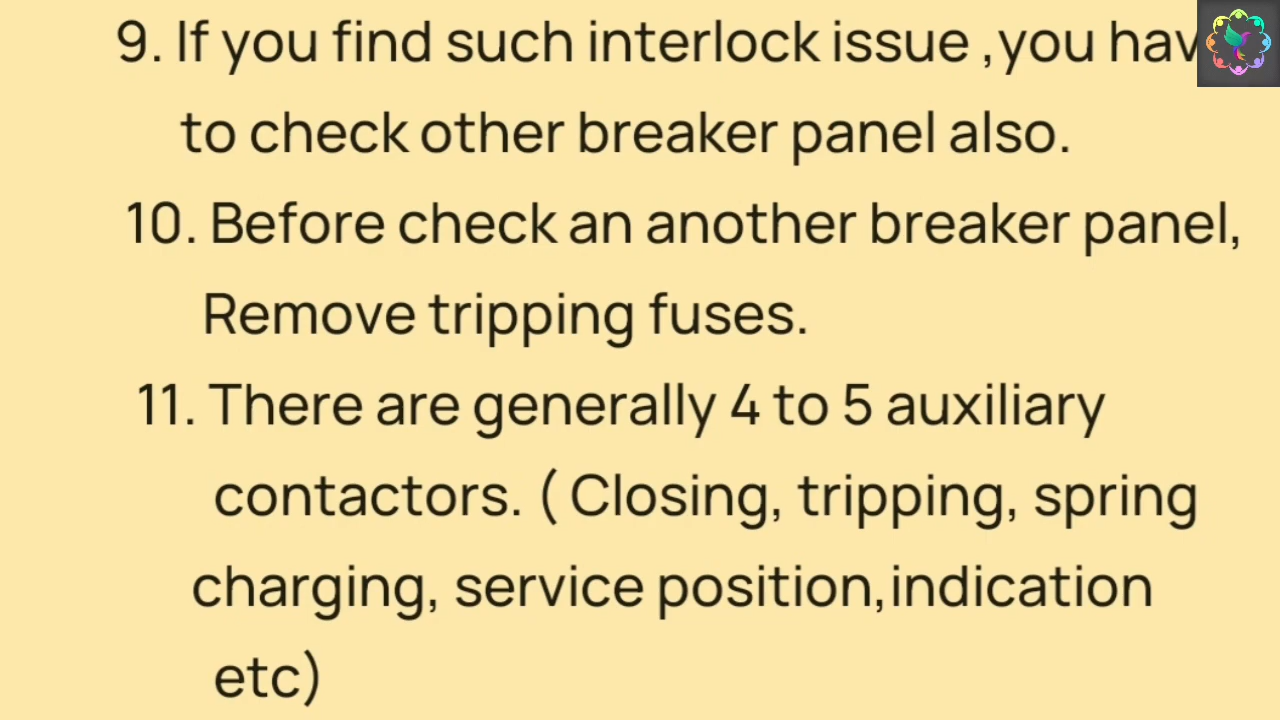 9. If you find such interlock issue ,you hav
to check other breaker panel also.
10. Before check an another breaker panel,
Remove tripping fuses.
11. There are generally 4 to 5 auxiliary
contactors. ( Closing, tripping, spring
charging, service position,indication
etc)